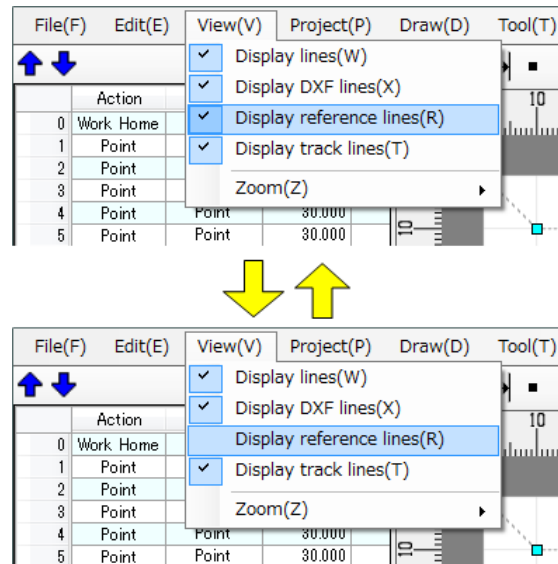 File(F) Edit(E) View(V) Project(P) Draw(D) Tool(T)
Display lines(W)
Display DXF lines(X)
Action 10
0 Work Home Display reference lines(R)
1 Point Display track lines(T)
2 Point
3 Point Zoom(Z)
4 Point Point 30.000
5 Point Point 30.000 10
File(F) Edit(E) View(V) Project(P) Draw(D) Tool(T)
Display lines(W)
Display DXF lines(X)
Action 10
0 Work Home Display reference lines(R)
1 Point Display track lines(T)
2 Point
3 Point Zoom(Z)
4 Point Point 30.000
5 Point Point 30.000 10